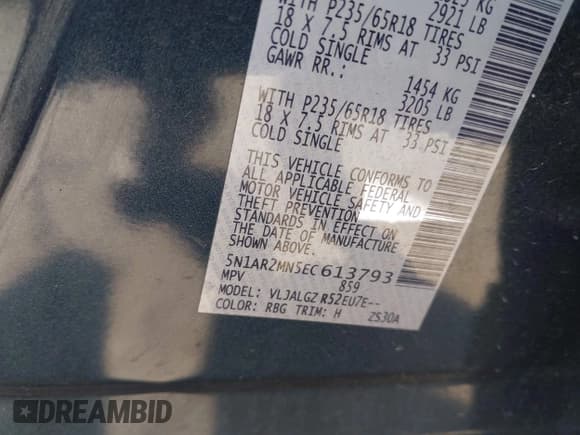 KG
2921 LB
WITH P235/65R18 TIRES
18 X 7.5 RIMS AT 33 PSI
COLD SINGLE
GAWR RR.: 1454 KG
3205 LB
WITH P235/65R18 TIRES
18 X 7.5 RIMS AT 33 PSI
COLD SINGLE
THIS VEHICLE CONFORMS TO
ALL APPLICABLE FEDERAL
MOTOR VEHICLE SAFETY AND
THEFT PREVENTION
STANDARDS IN EFFECT
ON THE DATE OF MANUFACTURE
SHOWN ABOVE.
5N1AR2MN5EC613793
MPV 859
MODEL: VLJALGZ R52EU7E--
COLOR: RBG TRIM: H ZS30A
DREAMBID